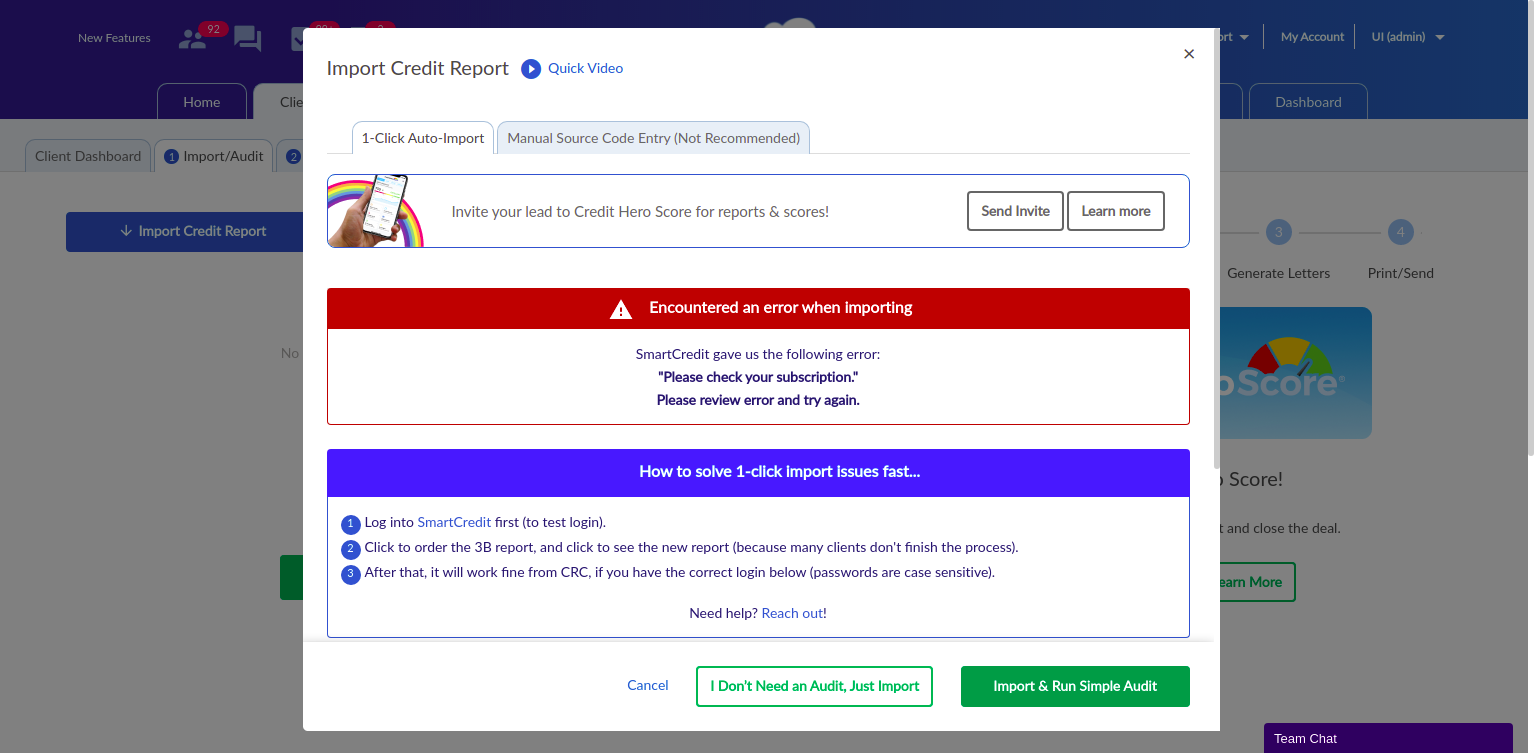 New Features
92
My Account
UI (admin)
Import Credit Report
Quick Video
Home
Dashboard
1-Click Auto-Import
Manual Source Code Entry (Not Recommended)
Client Dashboard
1 Import/Audit
2
Invite your lead to Credit Hero Score for reports & scores!
Send Invite
Learn more
Import Credit Report
3
4
Generate Letters
Print/Send
Encountered an error when importing
SmartCredit gave us the following error:
"Please check your subscription."
Please review error and try again.
No
Score®
How to solve 1-click import issues fast...
Score!
1 Log into SmartCredit first (to test login).
2 Click to order the 3B report, and click to see the new report (because many clients don't finish the process).
3 After that, it will work fine from CRC, if you have the correct login below (passwords are case sensitive).
and close the deal.
More
Need help? Reach out!
Cancel
I Don't Need an Audit, Just Import
Import & Run Simple Audit
Team Chat